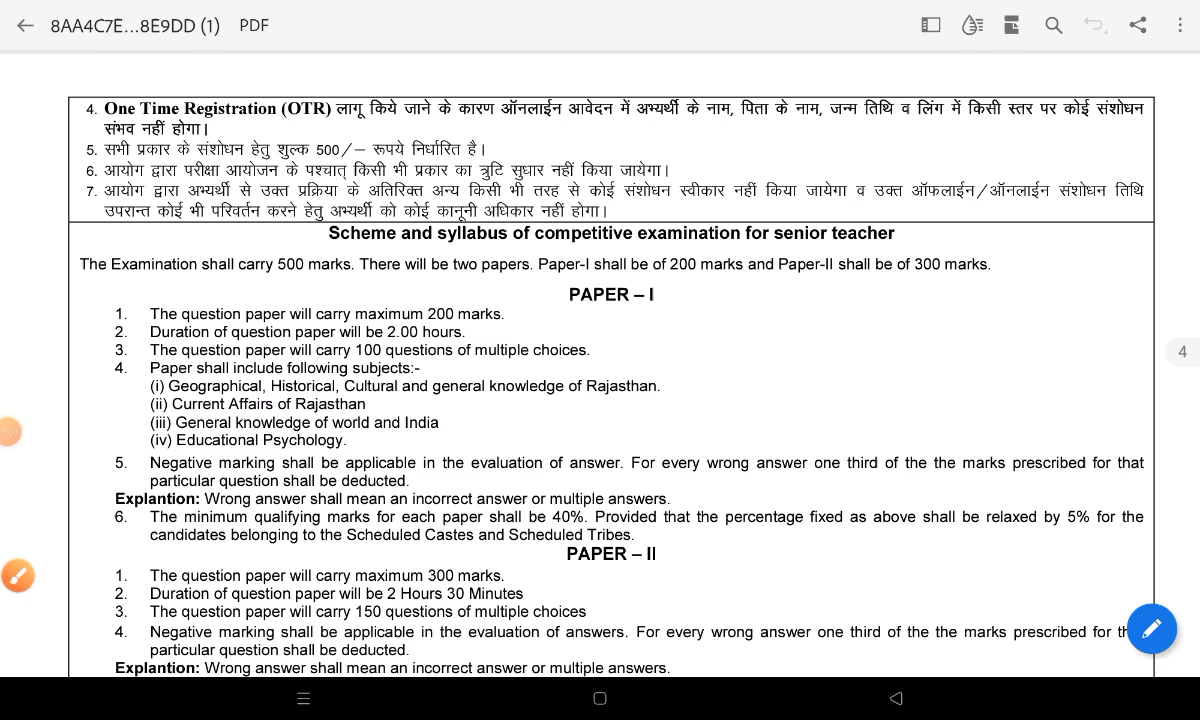 8AA4C7E...8E9DD (1) PDF
4. One Time Registration (OTR) लागू किये जाने के कारण ऑनलाईन आवेदन में अभ्यर्थी के नाम, पिता के नाम, जन्म तिथि व लिंग में किसी स्तर पर कोई संशोधन
संभव नहीं होगा।
5. सभी प्रकार के संशोधन हेतु शुल्क 500/– रूपये निर्धारित है।
6. आयोग द्वारा परीक्षा आयोजन के पश्चात् किसी भी प्रकार का त्रुटि सुधार नहीं किया जायेगा।
7. आयोग द्वारा अभ्यर्थी से उक्त प्रक्रिया के अतिरिक्त अन्य किसी भी तरह से कोई संशोधन स्वीकार नहीं किया जायेगा व उक्त ऑफलाईन/ऑनलाईन संशोधन तिथि
उपरान्त कोई भी परिवर्तन करने हेतु अभ्यर्थी को कोई कानूनी अधिकार नहीं होगा।
Scheme and syllabus of competitive examination for senior teacher
The Examination shall carry 500 marks. There will be two papers. Paper-I shall be of 200 marks and Paper-II shall be of 300 marks.
PAPER – I
1. The question paper will carry maximum 200 marks.
2. Duration of question paper will be 2.00 hours.
3. The question paper will carry 100 questions of multiple choices.
4. Paper shall include following subjects:-
(i) Geographical, Historical, Cultural and general knowledge of Rajasthan.
(ii) Current Affairs of Rajasthan
(iii) General knowledge of world and India
(iv) Educational Psychology.
5. Negative marking shall be applicable in the evaluation of answer. For every wrong answer one third of the the marks prescribed for that
particular question shall be deducted.
Explantion: Wrong answer shall mean an incorrect answer or multiple answers.
6. The minimum qualifying marks for each paper shall be 40%. Provided that the percentage fixed as above shall be relaxed by 5% for the
candidates belonging to the Scheduled Castes and Scheduled Tribes.
PAPER – II
1. The question paper will carry maximum 300 marks.
2. Duration of question paper will be 2 Hours 30 Minutes
3. The question paper will carry 150 questions of multiple choices
4. Negative marking shall be applicable in the evaluation of answers. For every wrong answer one third of the the marks prescribed for
particular question shall be deducted.
Explantion: Wrong answer shall mean an incorrect answer or multiple answers.
4